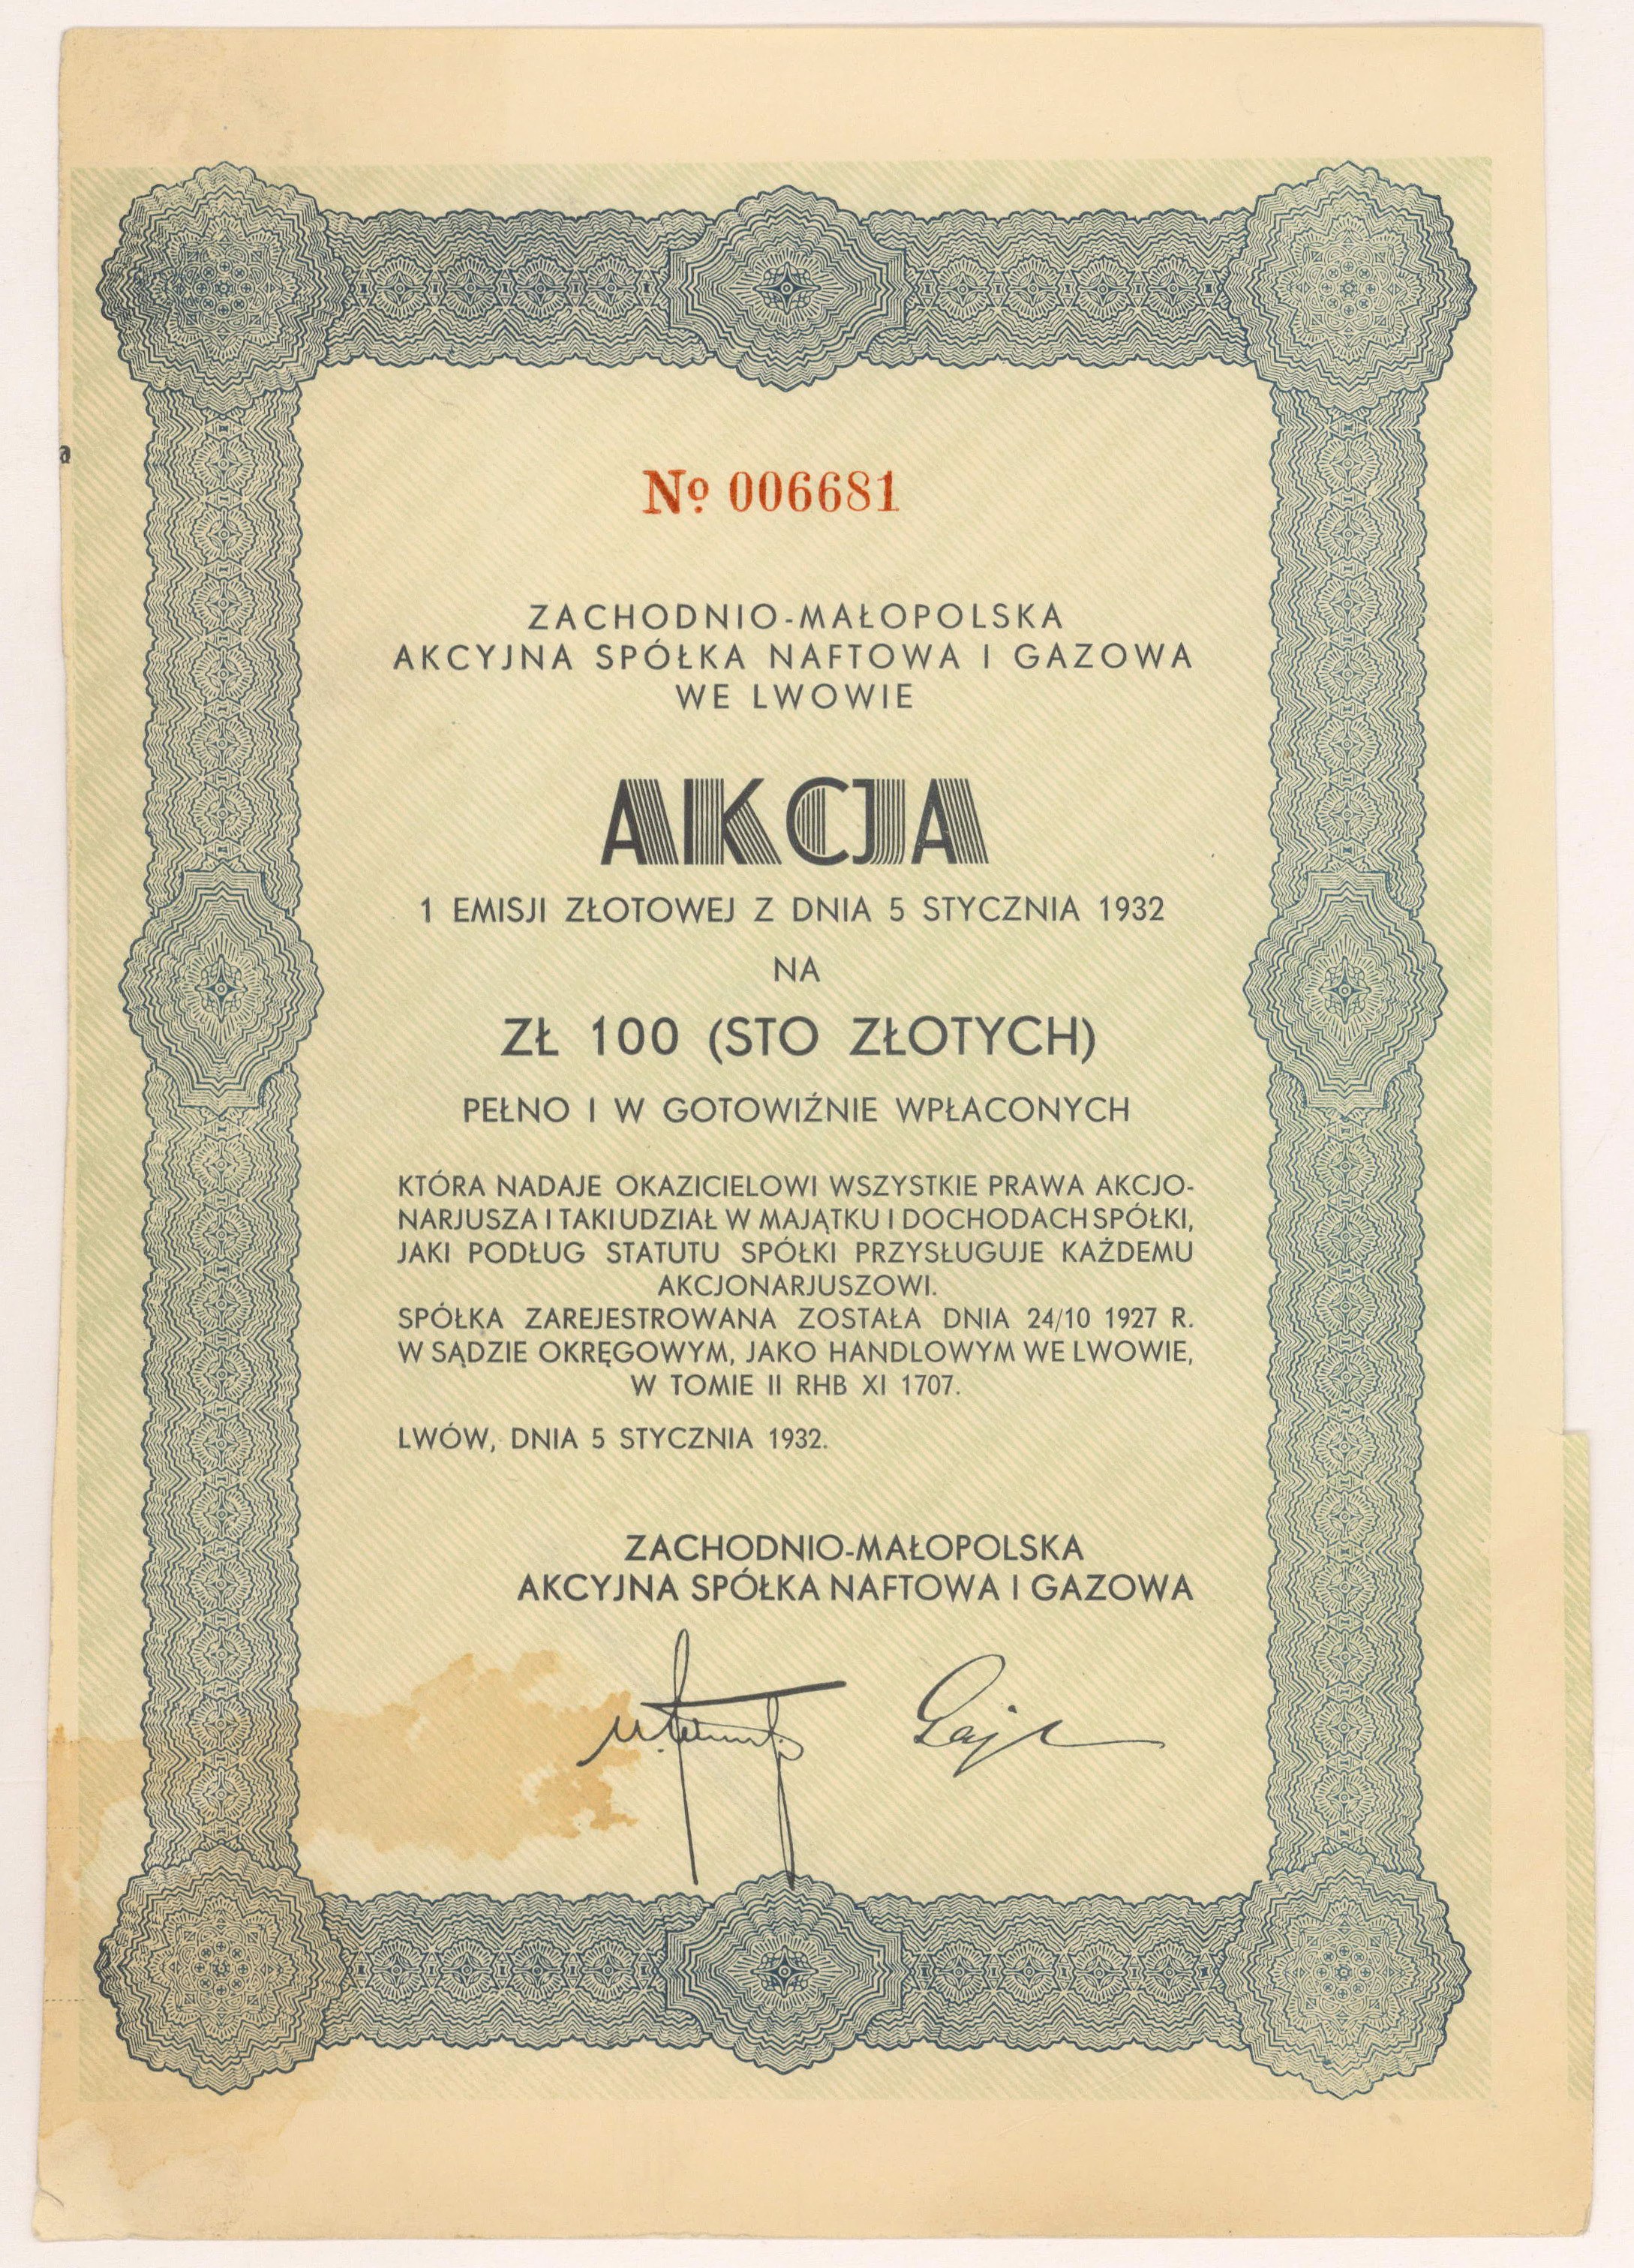 a
Nº 006681
ZACHODNIO-MAŁOPOLSKA
AKCYJNA SPÓŁKA NAFTOWA I GAZOWA
WE LWOWIE
AKCJA
1 EMISJI ZŁOTOWEJ Z DNIA 5 STYCZNIA 1932
NA
ZŁ 100 (STO ZŁOTYCH)
PEŁNO I W GOTOWIŹNIE WPŁACONYCH
KTÓRA NADAJE OKAZICIELOWI WSZYSTKIE PRAWA AKCJO-
NARJUSZA I TAKI UDZIAŁ W MAJĄTKU I DOCHODACH SPÓŁKI,
JAKI PODŁUG STATUTU SPÓŁKI PRZYSŁUGUJE KAŻDEMU
AKCJONARJUSZOWI.
SPÓŁKA ZAREJESTROWANA ZOSTAŁA DNIA 24/10 1927 R.
W SĄDZIE OKRĘGOWYM, JAKO HANDLOWYM WE LWOWIE,
W TOMIE II RHB XI 1707.
LWÓW, DNIA 5 STYCZNIA 1932.
ZACHODNIO-MAŁOPOLSKA
AKCYJNA SPÓŁKA NAFTOWA I GAZOWA